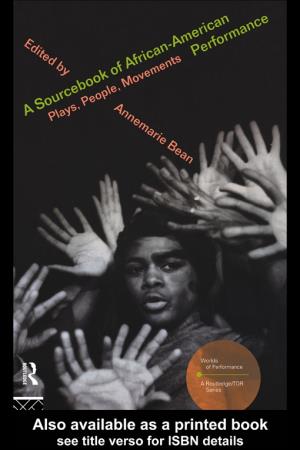 Edited by
A Sourcebook of African-American
Performance
Plays, People, Movements
Annemarie Bean
Worlds
of Performance
A Routledge/TDR
Series
ROUTLEDGE
Also available as a printed book
see title verso for ISBN details